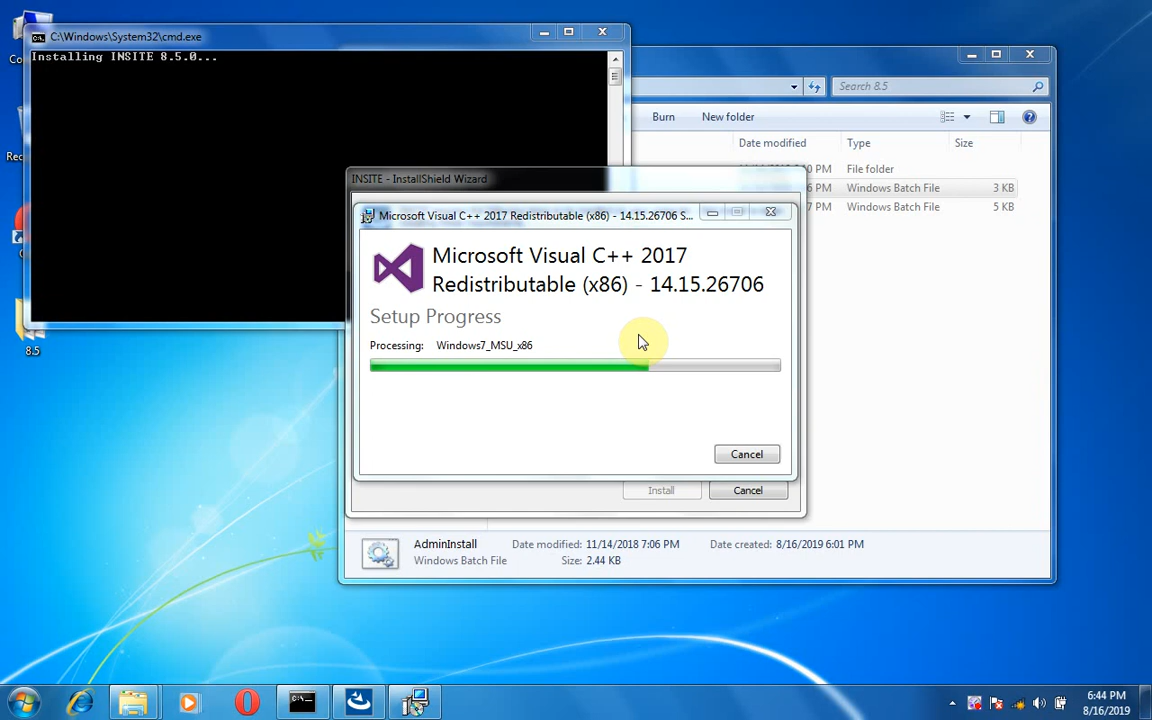 C:\Windows\System32\cmd.exe
Installing INSITE 8.5.0...
Search 8.5
Burn
New folder
Date modified
Type
Size
File folder
Windows Batch File
3 KB
Windows Batch File
5 KB
INSITE - InstallShield Wizard
Microsoft Visual C++ 2017 Redistributable (x86) - 14.15.26706 S...
Microsoft Visual C++ 2017
Redistributable (x86) - 14.15.26706
Setup Progress
Processing: Windows7_MSU_x86
Cancel
Install
Cancel
AdminInstall
Date modified: 11/14/2018 7:06 PM
Date created: 8/16/2019 6:01 PM
Windows Batch File
Size: 2.44 KB
8.5
6:44 PM
8/16/2019